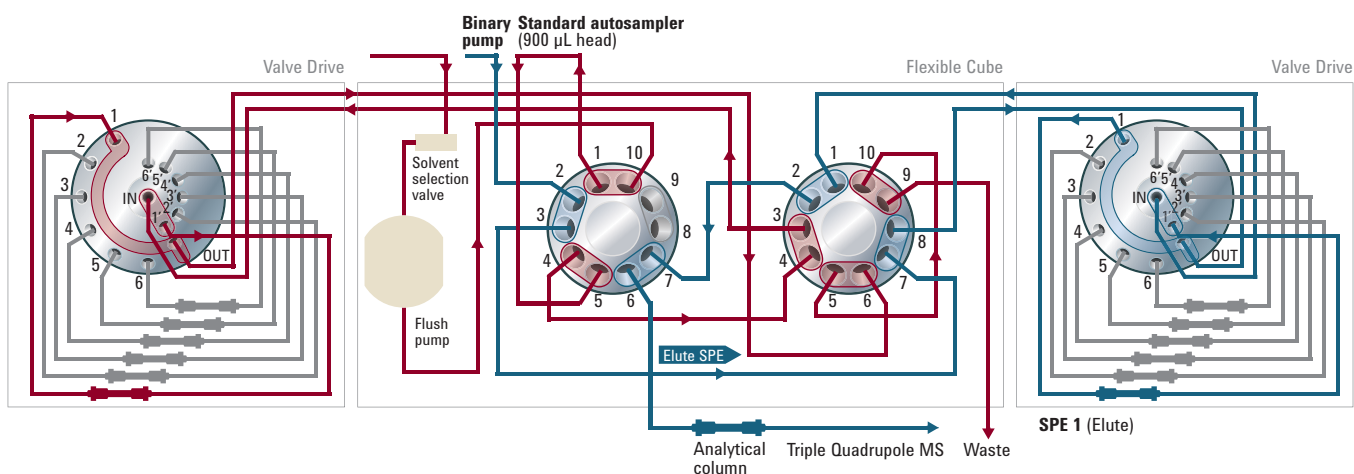 Binary
pump
Standard autosampler
(900 µL head)
Valve Drive
Flexible Cube
Valve Drive
1
2
3
4
5
6
6'
5'
4'
3'
2'
1'
IN
OUT
Solvent
selection
valve
Flush
pump
1
10
9
8
7
6
5
4
3
2
1
10
9
8
7
6
5
4
3
2
Elute SPE
1
2
3
4
5
6
6'
5'
4'
3'
2'
1'
IN
OUT
SPE 1 (Elute)
Analytical
column
Triple Quadrupole MS
Waste